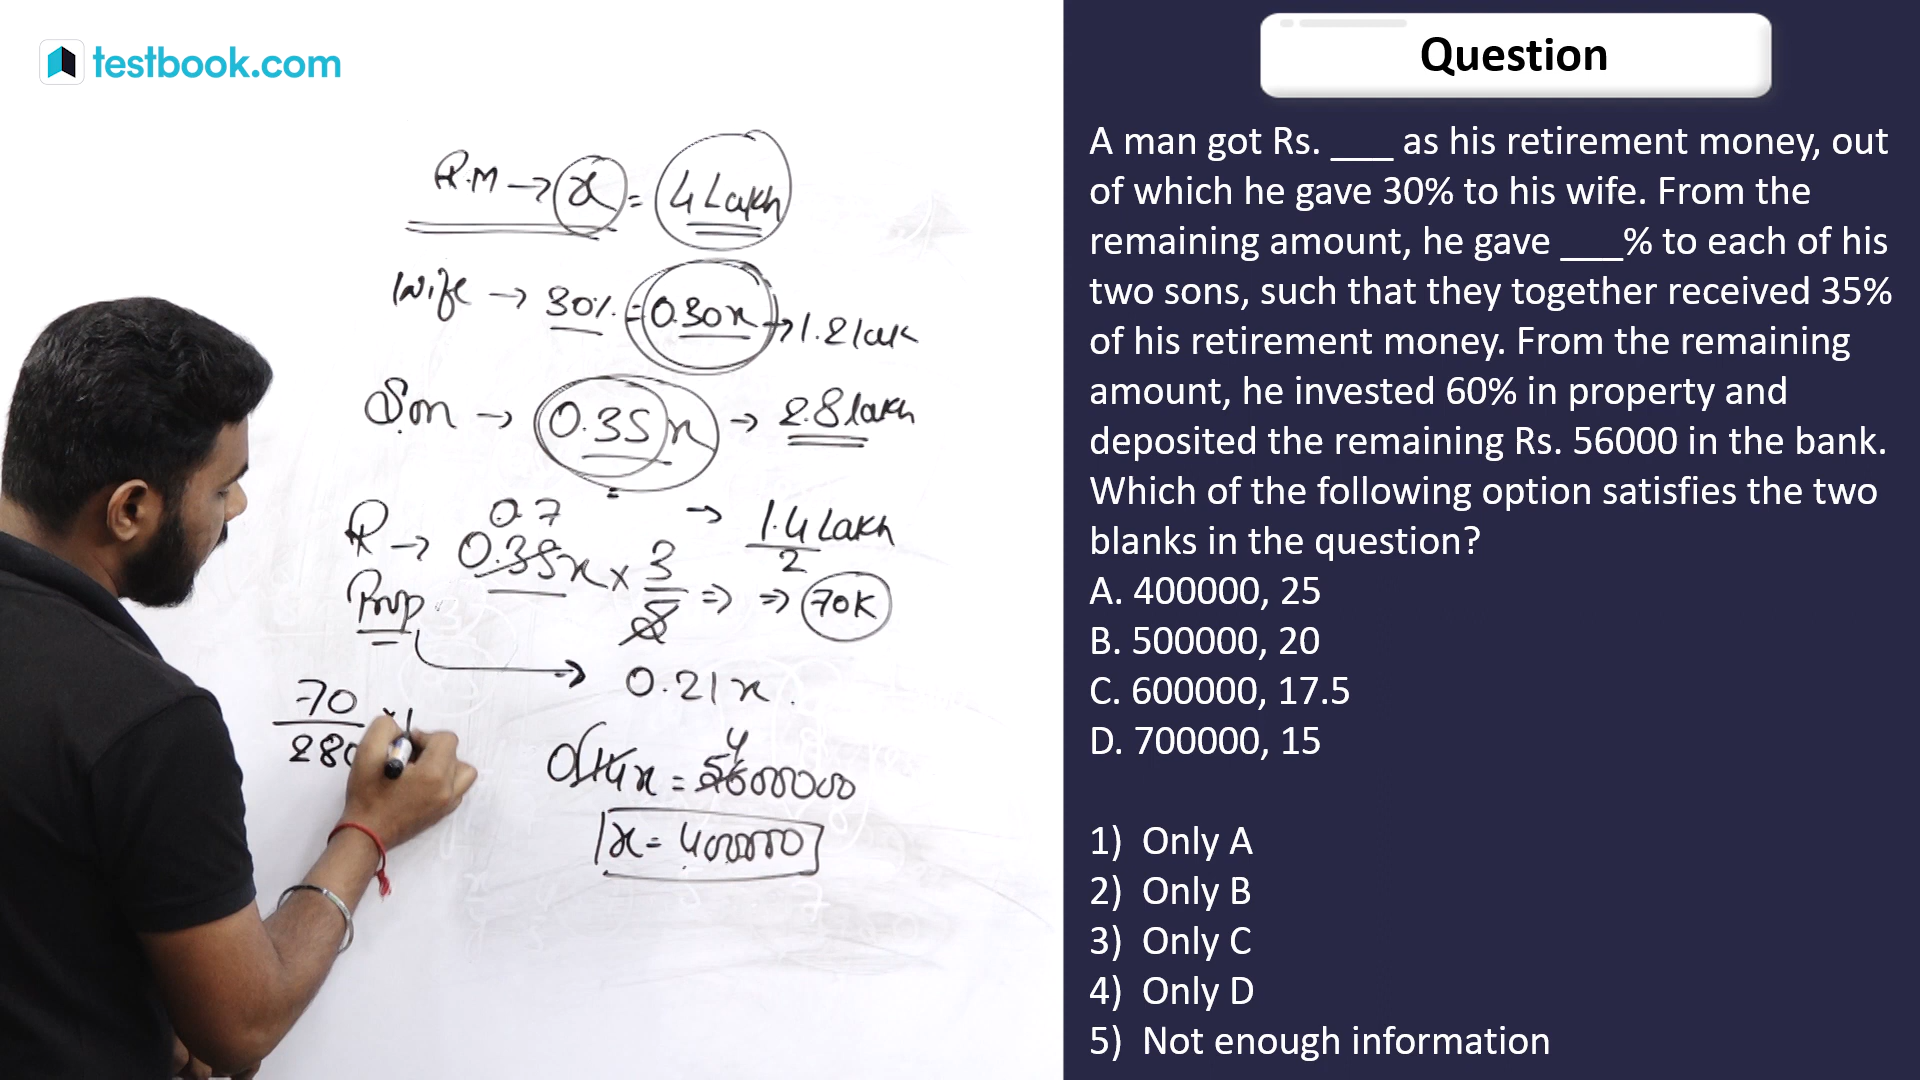 testbook.com
R.M → x = 4 Lakh
Wife → 30% = 0.30x → 1.2 lak
Son → 0.35x → 2.8 lakh
0.7 → 1.4 Lakh
R → 0.35x × 3 2
Prop 2 ⇒ ⇒ 70K
0.21x
70
280
4
x = 5600000
x = 400000
Question
A man got Rs. ___ as his retirement money, out
of which he gave 30% to his wife. From the
remaining amount, he gave ___% to each of his
two sons, such that they together received 35%
of his retirement money. From the remaining
amount, he invested 60% in property and
deposited the remaining Rs. 56000 in the bank.
Which of the following option satisfies the two
blanks in the question?
A. 400000, 25
B. 500000, 20
C. 600000, 17.5
D. 700000, 15
1) Only A
2) Only B
3) Only C
4) Only D
5) Not enough information